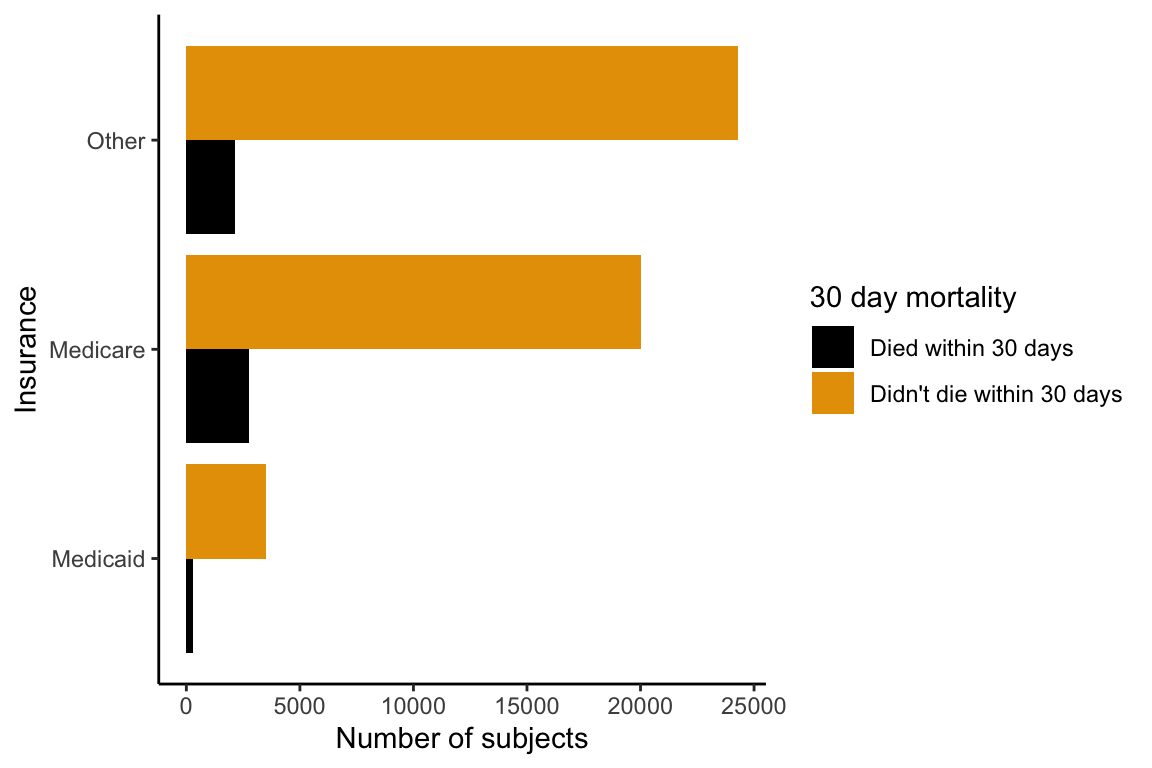 Other
Medicare
Medicaid
Insurance
0 5000 10000 15000 20000 25000
Number of subjects
30 day mortality
Died within 30 days
Didn't die within 30 days